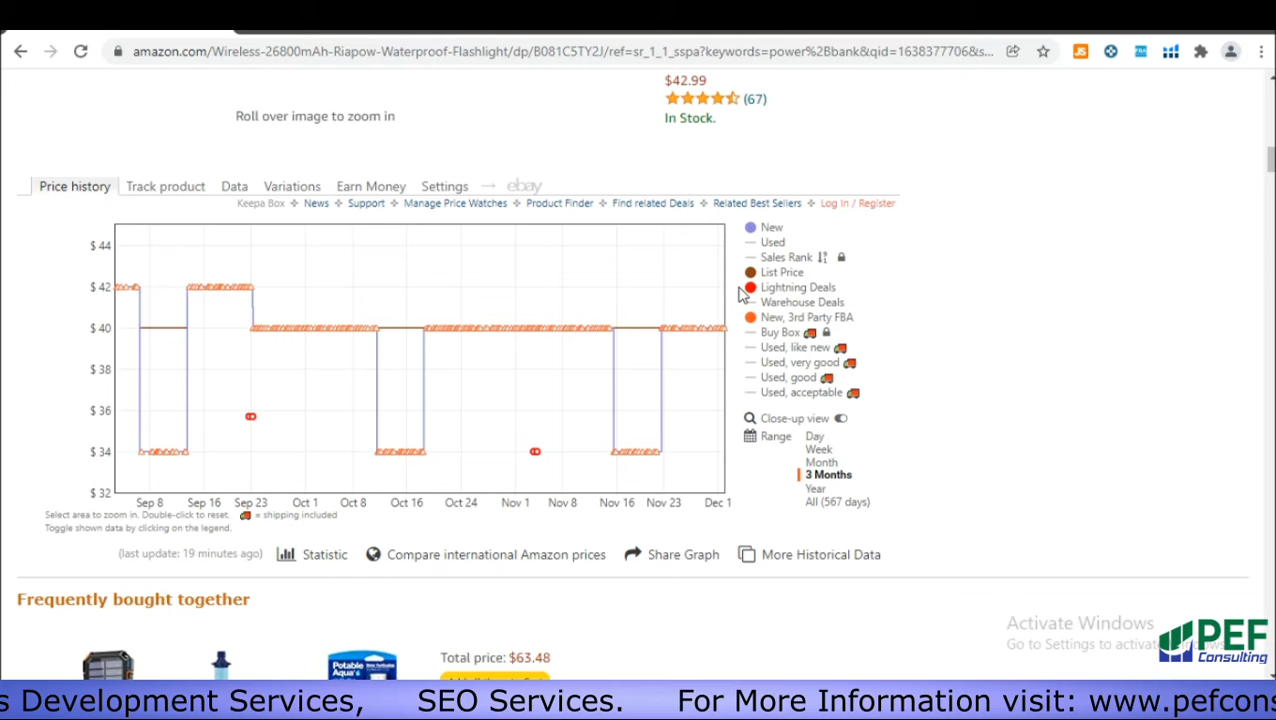 amazon.com/Wireless-26800mAh-Riapow-Waterproof-Flashlight/dp/B081C5TY2J/ref=sr_1_1_sspa?keywords=power%2Bbank&qid=1638377706&s...
$42.99
(67)
Roll over image to zoom in
In Stock.
Price history Track product Data Variations Earn Money Settings → ebay
Keepa Box News Support Manage Price Watches Product Finder Find related Deals Related Best Sellers Log In / Register
$ 44
$ 42
$ 40
$ 38
$ 36
$ 34
$ 32
Sep 8 Sep 16 Sep 23 Oct 1 Oct 8 Oct 16 Oct 24 Nov 1 Nov 8 Nov 16 Nov 23 Dec 1
New
Used
Sales Rank
List Price
Lightning Deals
Warehouse Deals
New, 3rd Party FBA
Buy Box
Used, like new
Used, very good
Used, good
Used, acceptable
Close-up view
Range Day
Week
Month
3 Months
Year
All (567 days)
Select area to zoom in. Double-click to reset. = shipping included
Toggle shown data by clicking on the legend.
(last update: 19 minutes ago) Statistic Compare international Amazon prices Share Graph More Historical Data
Frequently bought together
Potable
Aqua
Total price: $63.48
Activate Windows
Go to Settings to activate
PEF
Consulting
s Development Services, SEO Services. For More Information visit: www.pefcons